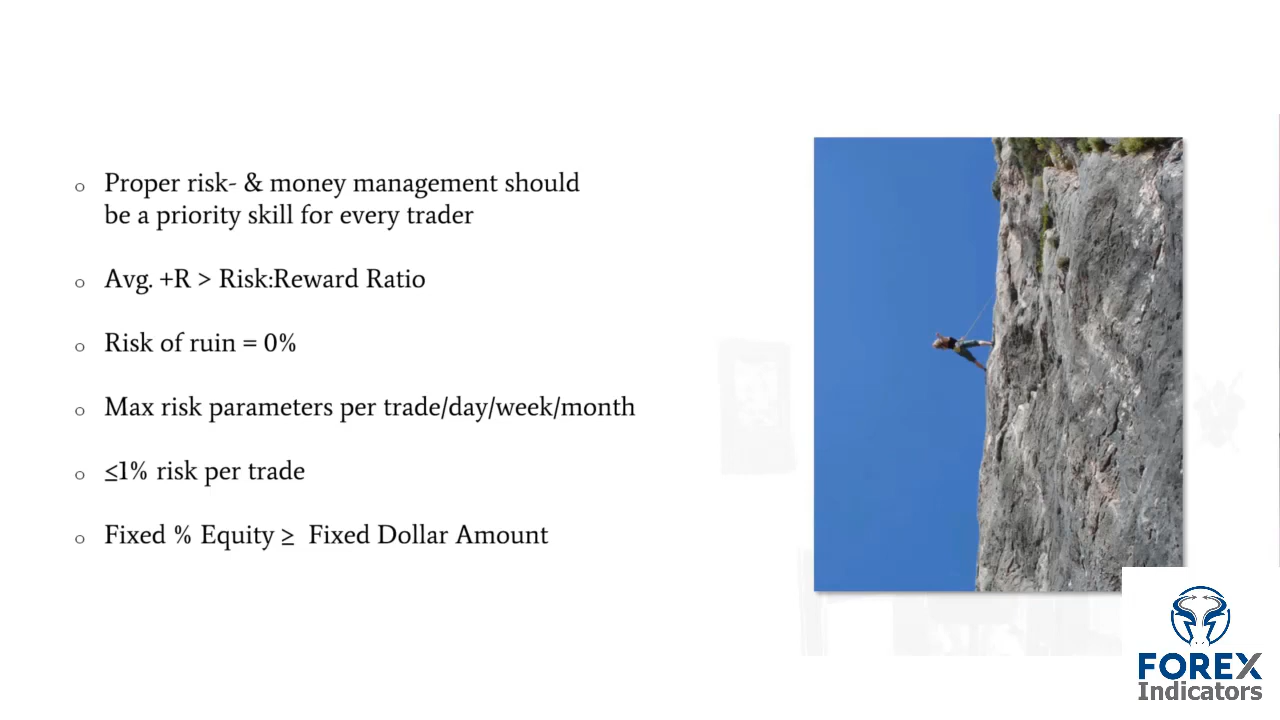 Proper risk- & money management should
be a priority skill for every trader
Avg. +R > Risk:Reward Ratio
Risk of ruin = 0%
Max risk parameters per trade/day/week/month
≤1% risk per trade
Fixed % Equity ≥ Fixed Dollar Amount
FOREX
Indicators